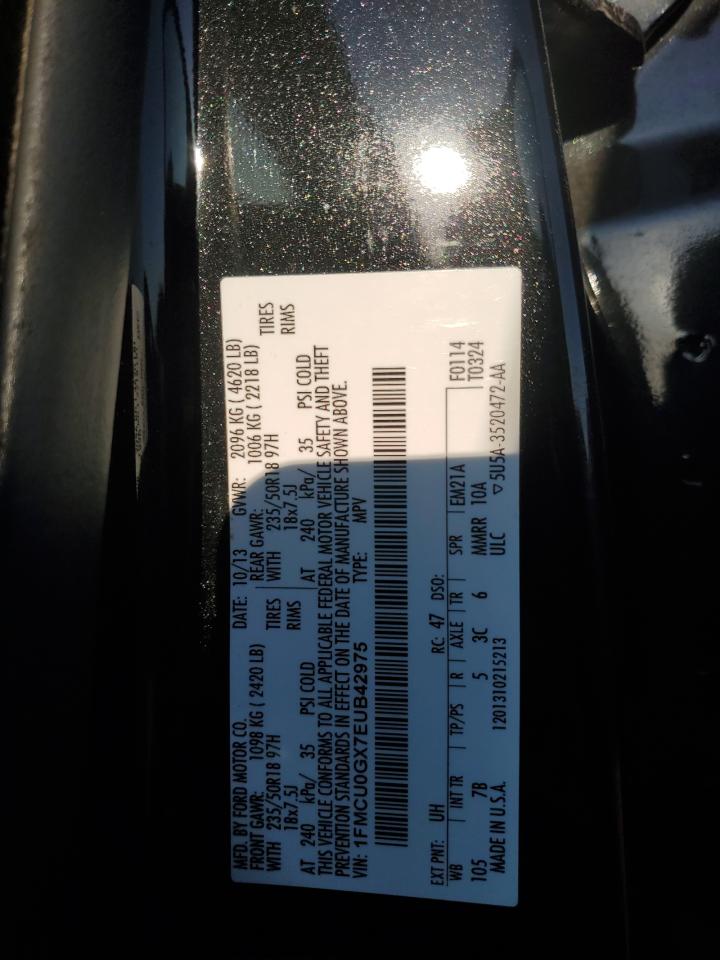 MFD. BY FORD MOTOR CO. DATE: 10/13 GVWR: 2096 KG ( 4620 LB)
FRONT GAWR: 1098 KG ( 2420 LB) REAR GAWR: 1006 KG ( 2218 LB)
WITH 235/50R18 97H TIRES WITH 235/50R18 97H TIRES
18x7.5J RIMS 18x7.5J RIMS
AT 240 kPa/ 35 PSI COLD AT 240 kPa/ 35 PSI COLD
THIS VEHICLE CONFORMS TO ALL APPLICABLE FEDERAL MOTOR VEHICLE SAFETY AND THEFT
PREVENTION STANDARDS IN EFFECT ON THE DATE OF MANUFACTURE SHOWN ABOVE.
VIN: 1FMCU0GX7EUB42975 TYPE: MPV
EXT PNT: UH RC: 47 DSO: F0114
WB INT TR TP/PS R AXLE TR SPR EM21A T0324
105 7B 5 3C 6 MMRR 10A
MADE IN U.S.A. 1201310215213 ULC ▽5U5A-3520472-AA